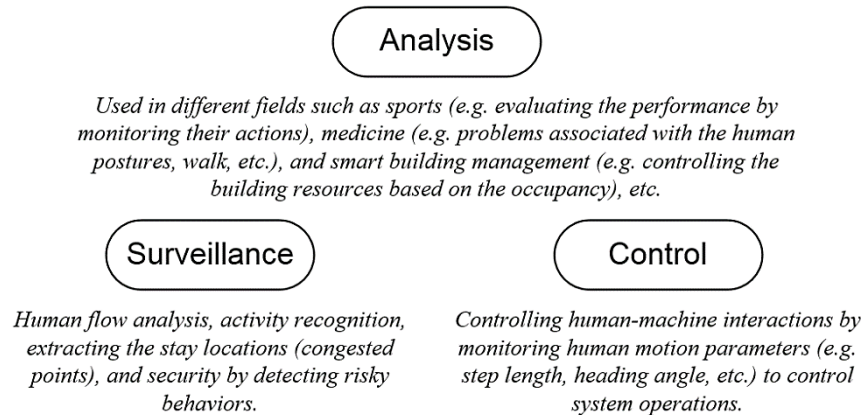 Analysis
Used in different fields such as sports (e.g. evaluating the performance by
monitoring their actions), medicine (e.g. problems associated with the human
postures, walk, etc.), and smart building management (e.g. controlling the
building resources based on the occupancy), etc.
Surveillance
Human flow analysis, activity recognition,
extracting the stay locations (congested
points), and security by detecting risky
behaviors.
Control
Controlling human-machine interactions by
monitoring human motion parameters (e.g.
step length, heading angle, etc.) to control
system operations.